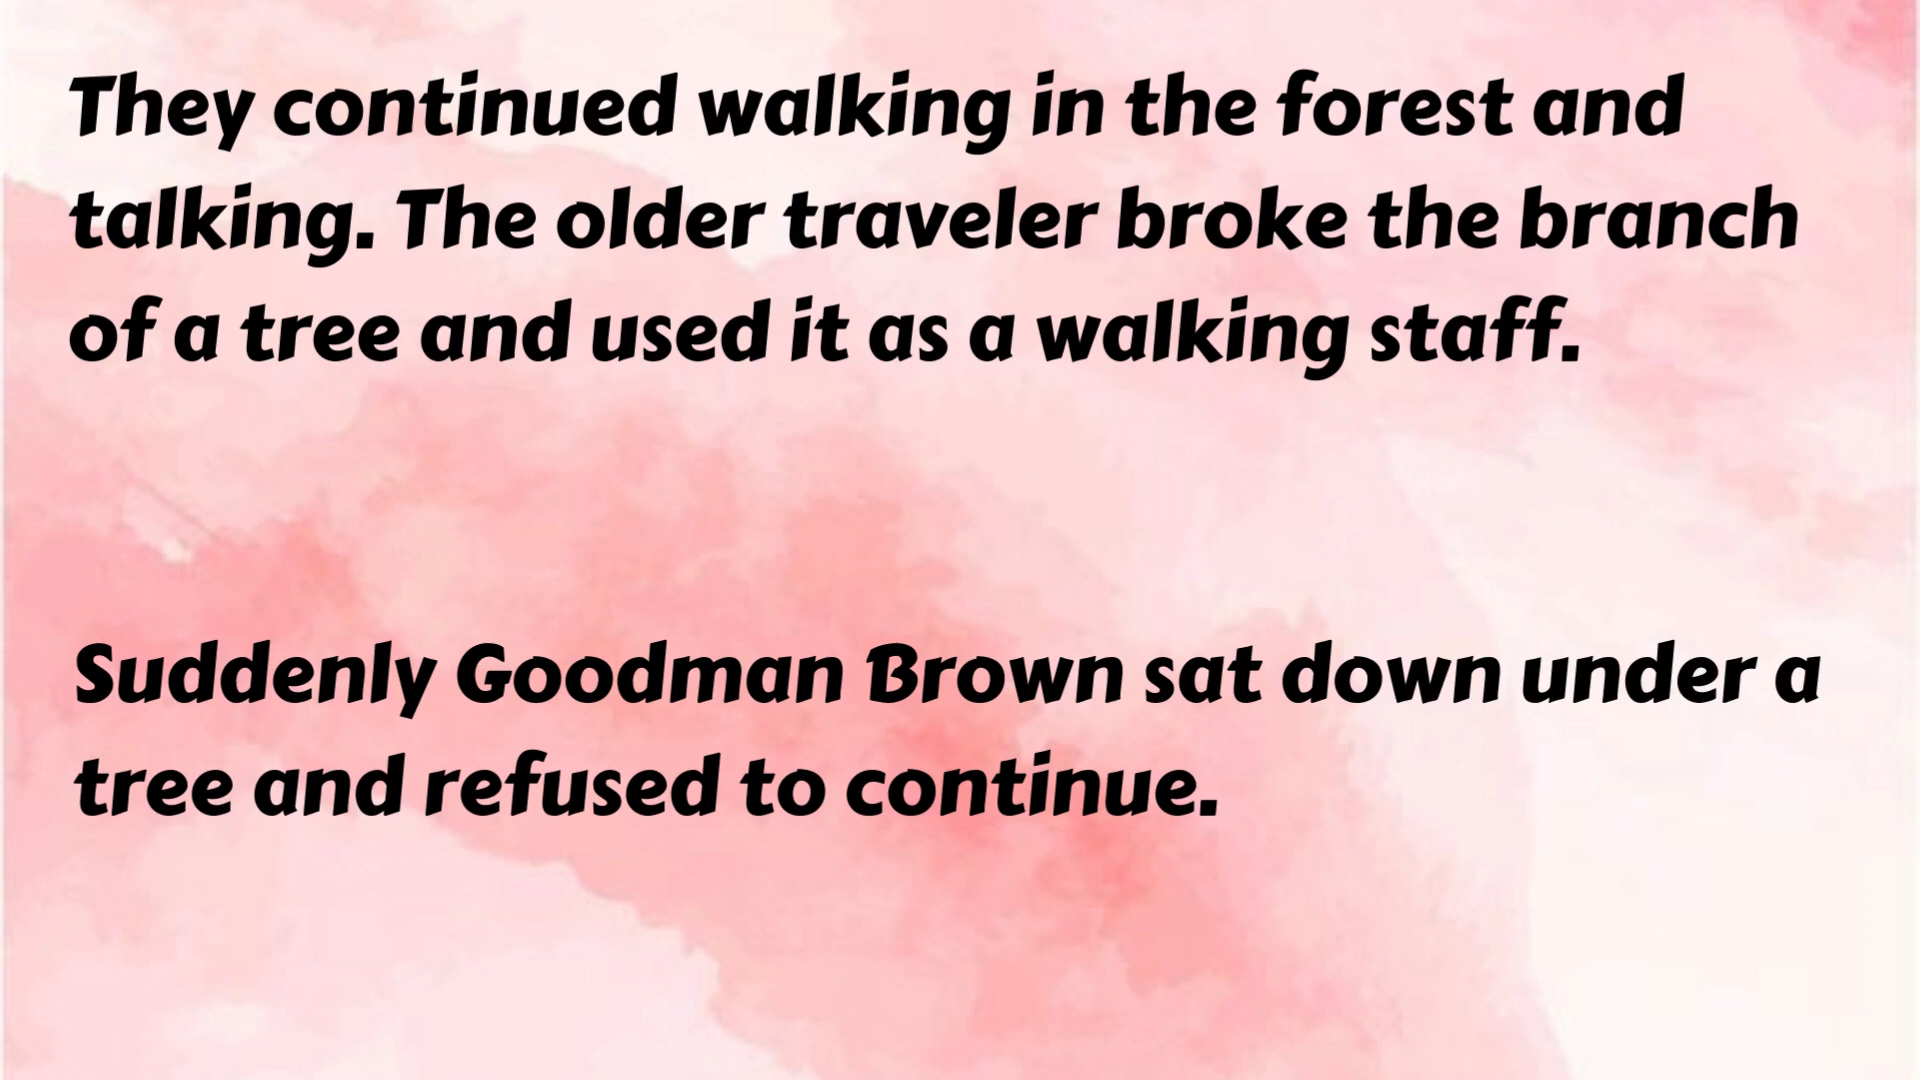 They continued walking in the forest and
talking. The older traveler broke the branch
of a tree and used it as a walking staff.
Suddenly Goodman Brown sat down under a
tree and refused to continue.